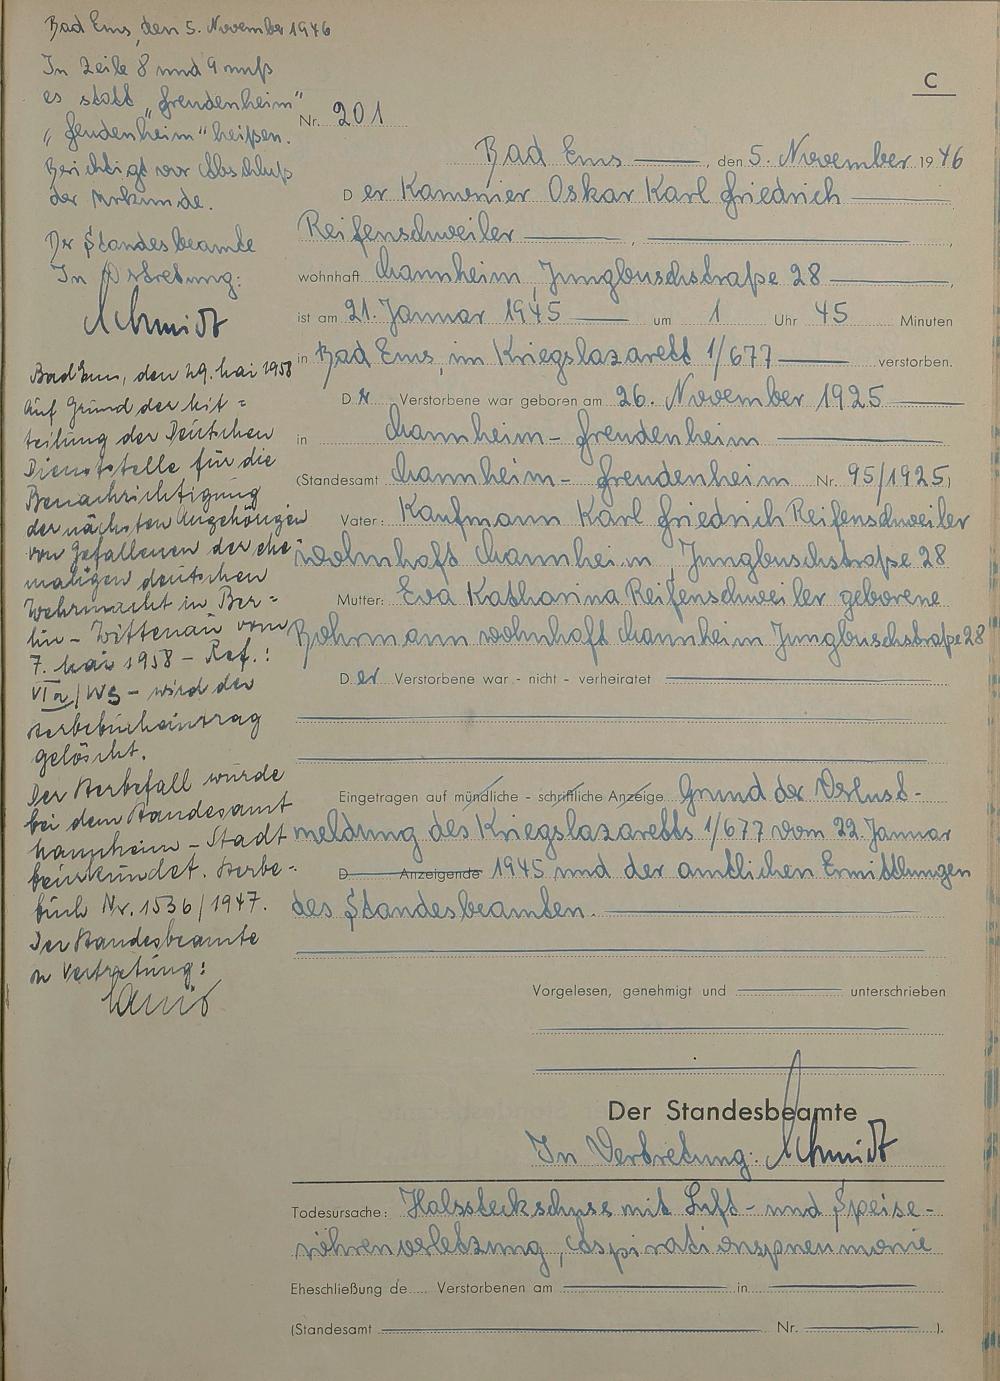 C
Nr. 201
Bad Ems, den 5. November 1946
Der Kanonier Oskar Karl Friedrich
Reifenschweiler,
wohnhaft Mannheim, Jungbuschstraße 28,
ist am 21. Januar 1945 um 1 Uhr 45 Minuten
in Bad Ems, im Kriegslazarett 1/677 verstorben.
Der Verstorbene war geboren am 26. November 1925
in Mannheim-Freudenheim
(Standesamt Mannheim-Freudenheim Nr. 95/1925)
Vater: Kaufmann Karl Friedrich Reifenschweiler
wohnhaft Mannheim, Jungbuschstraße 28
Mutter: Eva Katharina Reifenschweiler geborene
Rohrmann wohnhaft Mannheim Jungbuschstraße 28
Der Verstorbene war - nicht - verheiratet
Eingetragen auf mündliche - schriftliche Anzeige Grund der Verlust-
meldung des Kriegslazaretts 1/677 vom 22. Januar
D Anzeigende 1945 und der amtlichen Ermittlungen
des Standesbeamten.
Vorgelesen, genehmigt und unterschrieben
Der Standesbeamte
In Vertretung: Schmidt
Todesursache: Halssteckschuss mit Luft- und Speise-
röhrenverletzung, Aspirationspneumonie
Eheschließung de.... Verstorbenen am in
(Standesamt Nr. ).
Bad Ems, den 5. November 1946
In Zeile 8 und 9 muß
es statt "Freudenheim"
"Feudenheim" heißen.
Berichtigt vor Abschluß
der Urkunde.
Der Standesbeamte
In Vertretung:
Schmidt
Bad Ems, den 29. Mai 1958
Auf Grund der Mit=
teilung der Deutschen
Dienststelle für die
Benachrichtigung
der nächsten Angehörigen
von Gefallenen der ehe-
maligen deutschen
Wehrmacht in Ber=
lin - Wittenau vom
7. Mai 1958 - Ref.:
VIa/W3 - wird der
Sterbebucheintrag
gelöscht.
Der Sterbefall wurde
bei dem Standesamt
Mannheim - Stadt
beurkundet. Sterbe-
buch Nr. 1536/1947.
Der Standesbeamte
In Vertretung: